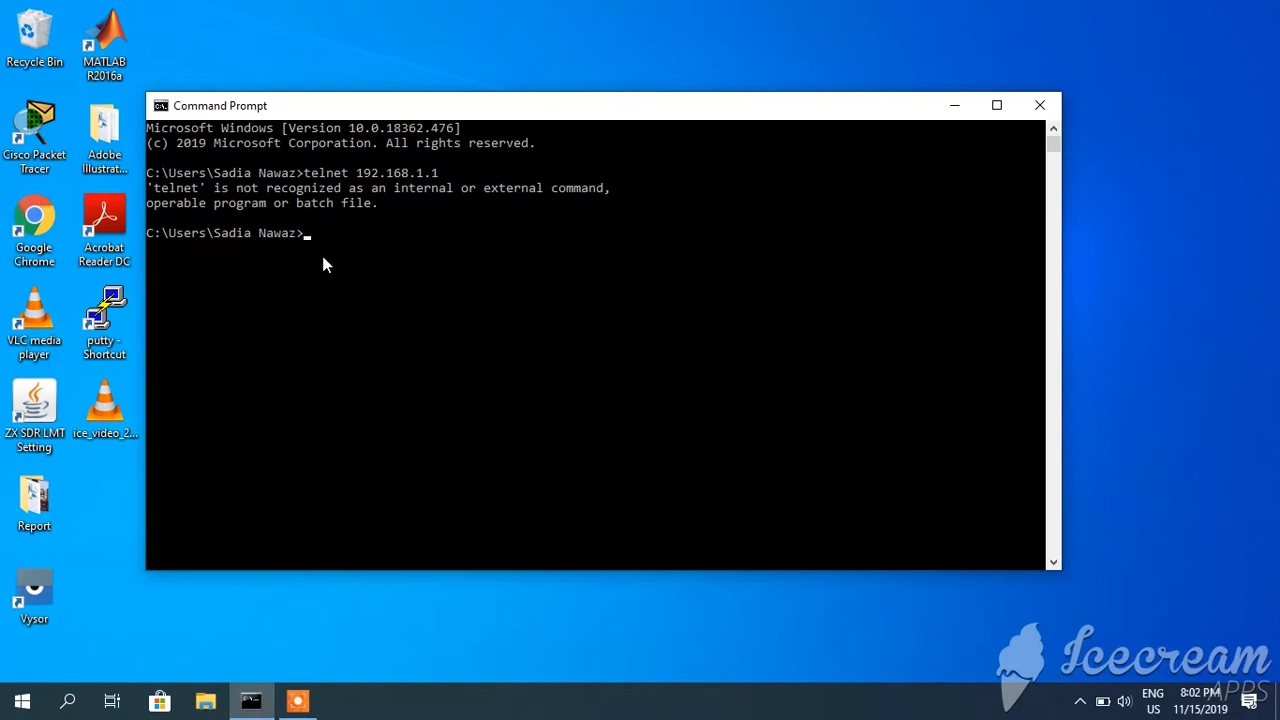 Recycle Bin
MATLAB
R2016a
Cisco Packet
Tracer
Adobe
Illustrat...
Google
Chrome
Acrobat
Reader DC
VLC media
player
putty -
Shortcut
ZX SDR LMT
Setting
ice_video_2...
Report
Vysor
Command Prompt
Microsoft Windows [Version 10.0.18362.476]
(c) 2019 Microsoft Corporation. All rights reserved.
C:\Users\Sadia Nawaz>telnet 192.168.1.1
'telnet' is not recognized as an internal or external command,
operable program or batch file.
C:\Users\Sadia Nawaz>
Icecream
APPS
ENG
US
8:02 PM
11/15/2019